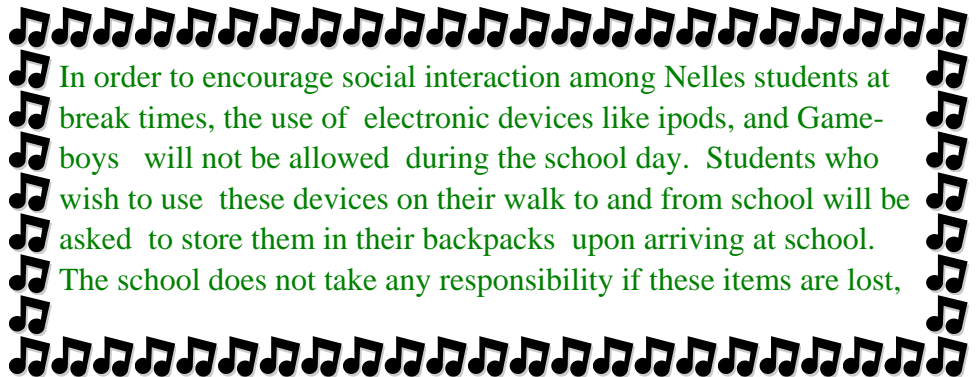 In order to encourage social interaction among Nelles students at
break times, the use of  electronic devices like ipods, and Game-
boys   will not be allowed  during the school day.  Students who
wish to use  these devices on their walk to and from school will be
asked  to store them in their backpacks  upon arriving at school.
The school does not take any responsibility if these items are lost,